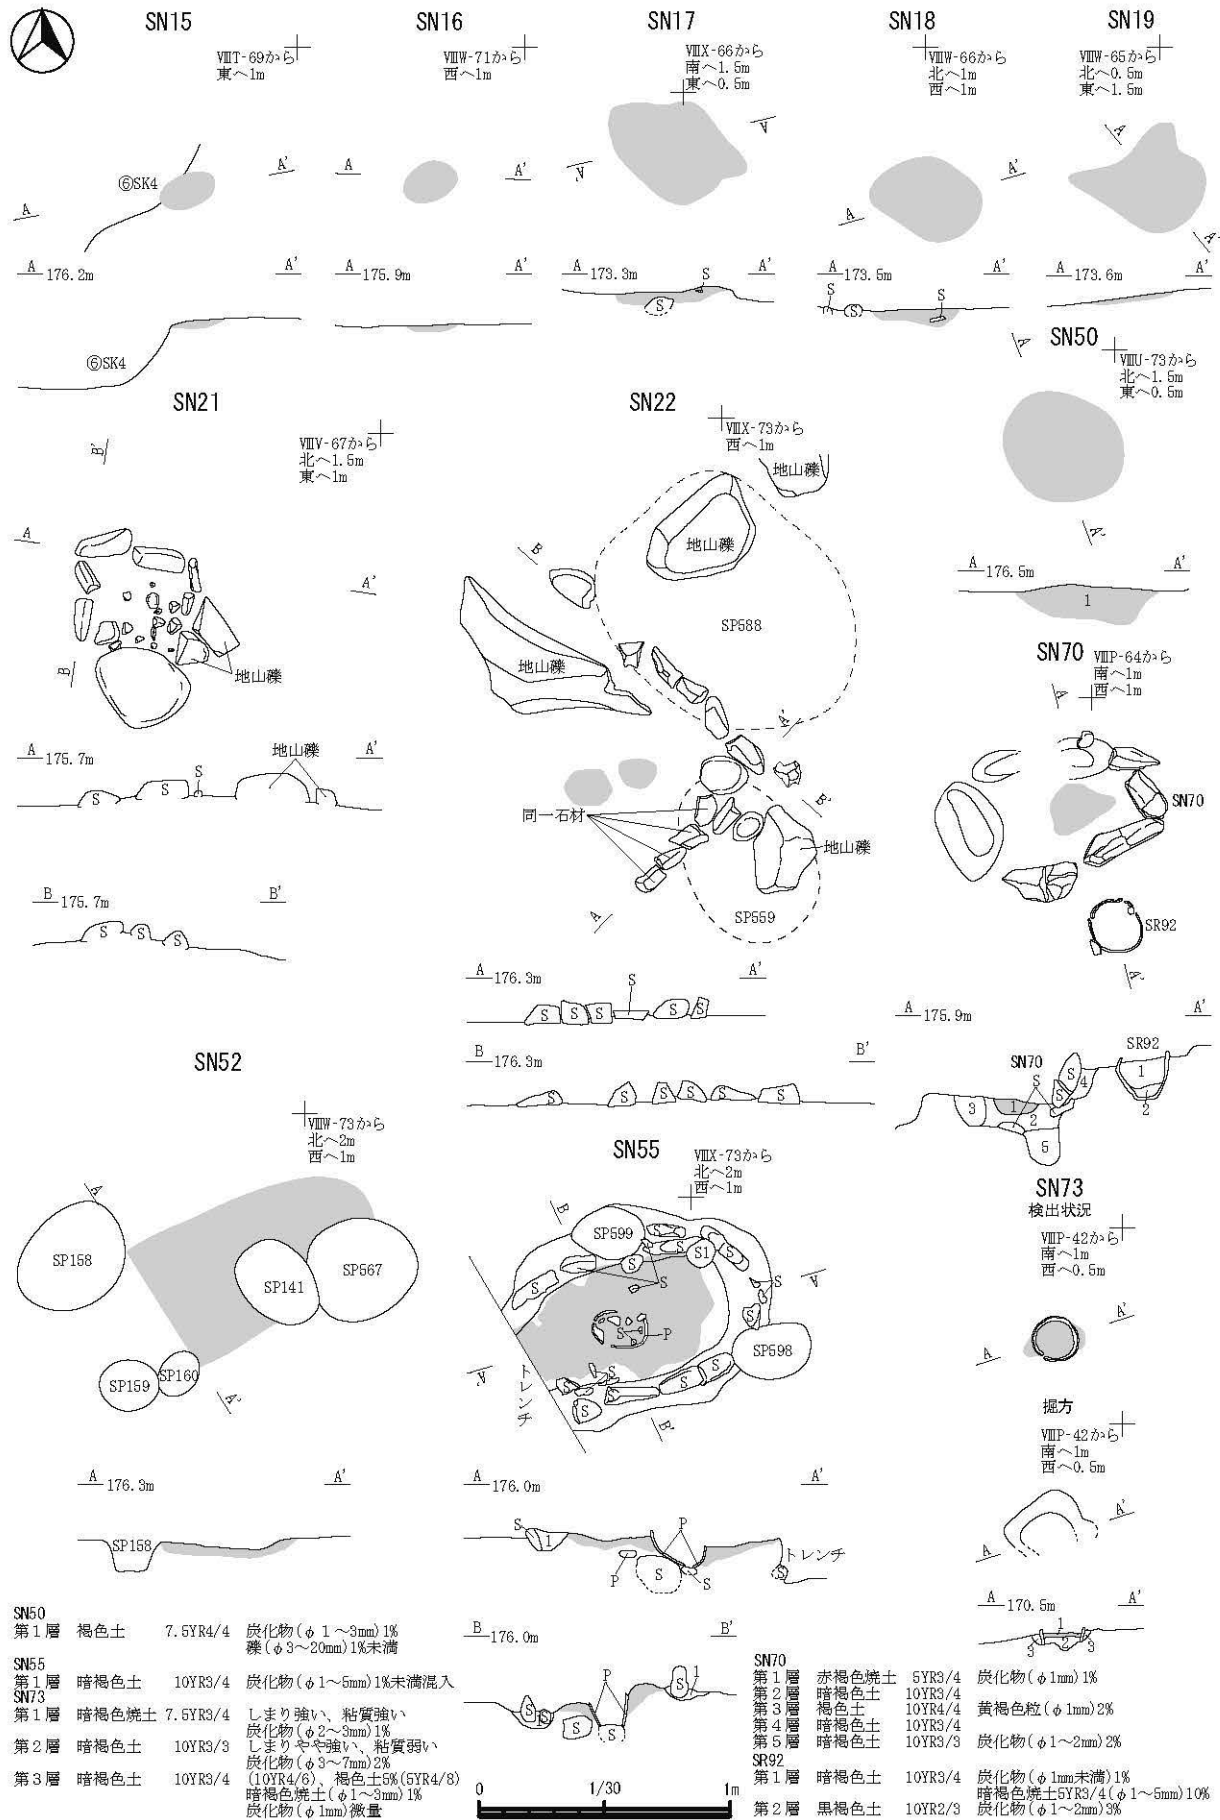 SN15
ⅧT-69から
東へ1m
⑥SK4
A
A'
A 176.2m
A'
⑥SK4
SN16
ⅧW-71から
西へ1m
A
A'
A 175.9m
A'
SN17
ⅧX-66から
南へ1.5m
東へ0.5m
A
A'
A 173.3m
A'
S
S
SN18
ⅧW-66から
北へ1m
西へ1m
A
A'
A 173.5m
A'
S
S
S
SN19
ⅧW-65から
北へ0.5m
東へ1.5m
A
A'
A 173.6m
A'
SN21
ⅧV-67から
北へ1.5m
東へ1m
B'
A
A'
B
地山礫
A 175.7m
A'
地山礫
S
S
S
B 175.7m
B'
S
S
S
SN22
ⅧX-73から
西へ1m
地山礫
地山礫
B
SP588
地山礫
A'
同一石材
B'
地山礫
A
SP559
A 176.3m
A'
S
S
S
S
S
S
B 176.3m
B'
S
S
S
S
S
S
SN50
ⅧU-73から
北へ1.5m
東へ0.5m
A
A'
A 176.5m
A'
1
SN70
ⅧP-64から
南へ1m
西へ1m
A
SN70
SR92
A'
A 175.9m
A'
SR92
SN70
S
S
S
1
1
2
3
4
2
5
SN52
ⅧW-73から
北へ2m
西へ1m
A
SP158
SP141
SP567
SP159
SP160
A'
A 176.3m
A'
SP158
SN55
ⅧX-73から
北へ2m
西へ1m
B
SP599
S
S
S1
S
S
S
S
S
A
S
S
P
SP598
A'
トレンチ
S
S
S
S
S
S
B'
A 176.0m
A'
S
1
P
P
S
S
トレンチ
S
B 176.0m
B'
P
1
S
S
S
S
S
SN73
検出状況
ⅧP-42から
南へ1m
西へ0.5m
A'
A
掘方
ⅧP-42から
南へ1m
西へ0.5m
A'
A
A 170.5m
A'
1
3
2
3
SN50
第1層 褐色土 7.5YR4/4 炭化物(φ1~3mm)1%
礫(φ3~20mm)1%未満
SN55
第1層 暗褐色土 10YR3/4 炭化物(φ1~5mm)1%未満混入
SN73
第1層 暗褐色焼土 7.5YR3/4 しまり強い、粘質強い
炭化物(φ2~3mm)1%
第2層 暗褐色土 10YR3/3 しまりやや強い、粘質弱い
炭化物(φ3~7mm)2%
第3層 暗褐色土 10YR3/4 (10YR4/6)、褐色土5%(5YR4/8)
暗褐色焼土(φ1~3mm)1%
炭化物(φ1mm)微量
0 1/30 1m
SN70
第1層 赤褐色焼土 5YR3/4 炭化物(φ1mm)1%
第2層 暗褐色土 10YR3/4
第3層 褐色土 10YR4/4 黄褐色粒(φ1mm)2%
第4層 暗褐色土 10YR3/4
第5層 暗褐色土 10YR3/3 炭化物(φ1~2mm)2%
SR92
第1層 暗褐色土 10YR3/4 炭化物(φ1mm未満)1%
暗褐色焼土5YR3/4(φ1~5mm)10%
第2層 黒褐色土 10YR2/3 炭化物(φ1~2mm)3%